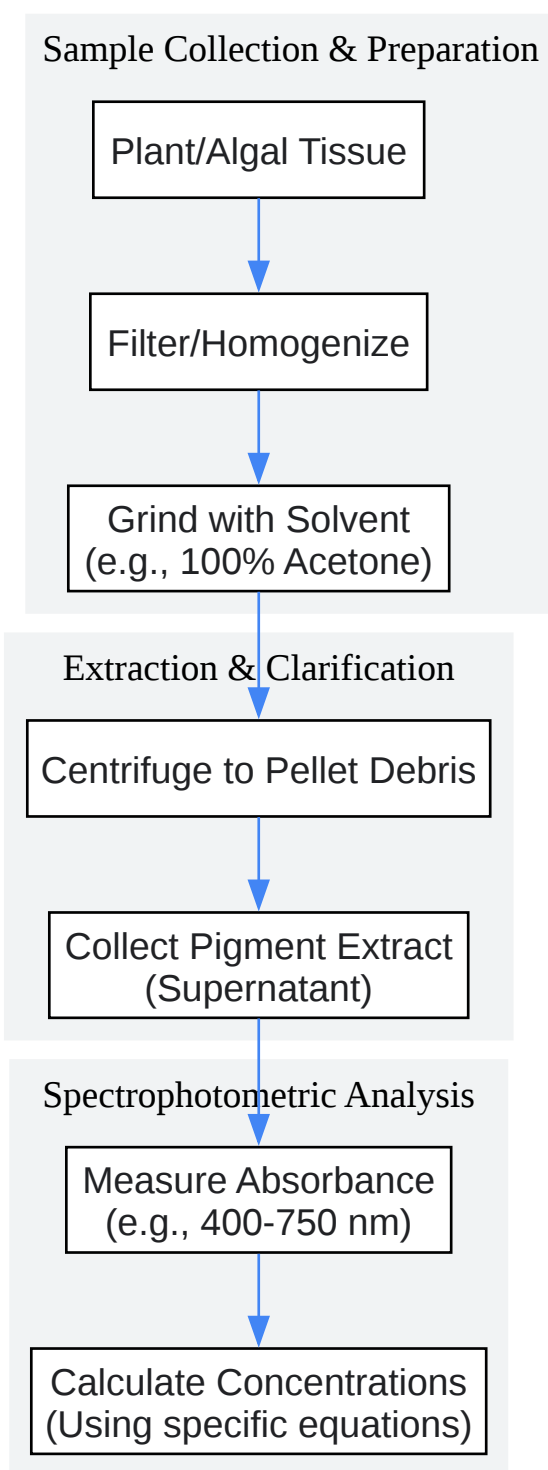 Sample Collection & Preparation
Plant/Algal Tissue
Filter/Homogenize
Grind with Solvent
(e.g., 100% Acetone)
Extraction & Clarification
Centrifuge to Pellet Debris
Collect Pigment Extract
(Supernatant)
Spectrophotometric Analysis
Measure Absorbance
(e.g., 400-750 nm)
Calculate Concentrations
(Using specific equations)